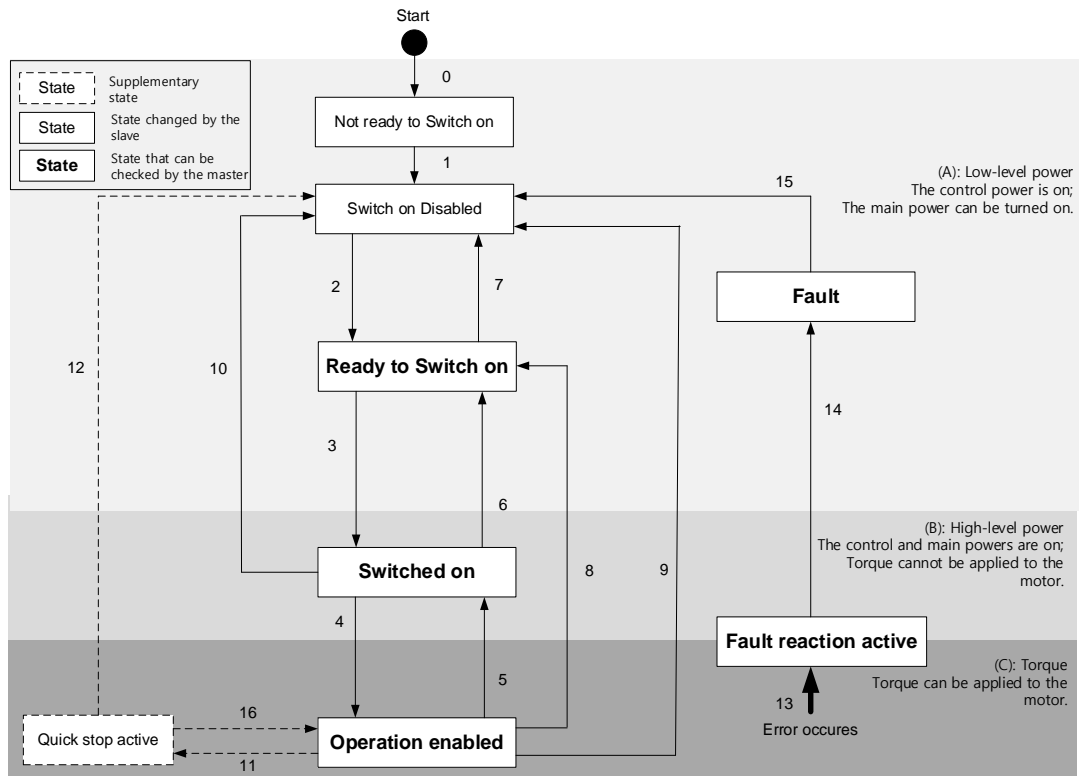 Start
0
State
Supplementary
state
State
State changed by the
slave
State
State that can be
checked by the master
Not ready to Switch on
1
15
(A): Low-level power
The control power is on;
The main power can be turned on.
Switch on Disabled
2
7
Fault
12
10
Ready to Switch on
14
3
6
(B): High-level power
The control and main powers are on;
Torque cannot be applied to the
motor.
Switched on
8
9
4
Fault reaction active
(C): Torque
Torque can be applied to the
motor.
5
13
16
Error occures
Quick stop active
Operation enabled
11